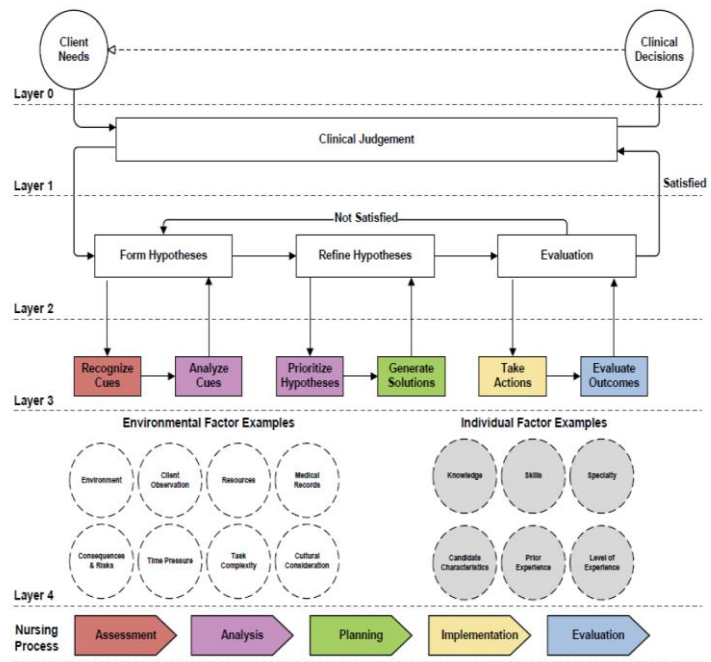 Client
Needs
Clinical
Decisions
Layer 0
Clinical Judgement
Layer 1
Satisfied
Not Satisfied
Form Hypotheses
Refine Hypotheses
Evaluation
Layer 2
Recognize
Cues
Analyze
Cues
Prioritize
Hypotheses
Generate
Solutions
Take
Actions
Evaluate
Outcomes
Layer 3
Environmental Factor Examples
Individual Factor Examples
Environment
Client
Observation
Resources
Medical
Records
Knowledge
Skills
Specialty
Consequences
& Risks
Time Pressure
Task
Complexity
Cultural
Consideration
Candidate
Characteristics
Prior
Experience
Level of
Experience
Layer 4
Nursing
Process
Assessment
Analysis
Planning
Implementation
Evaluation